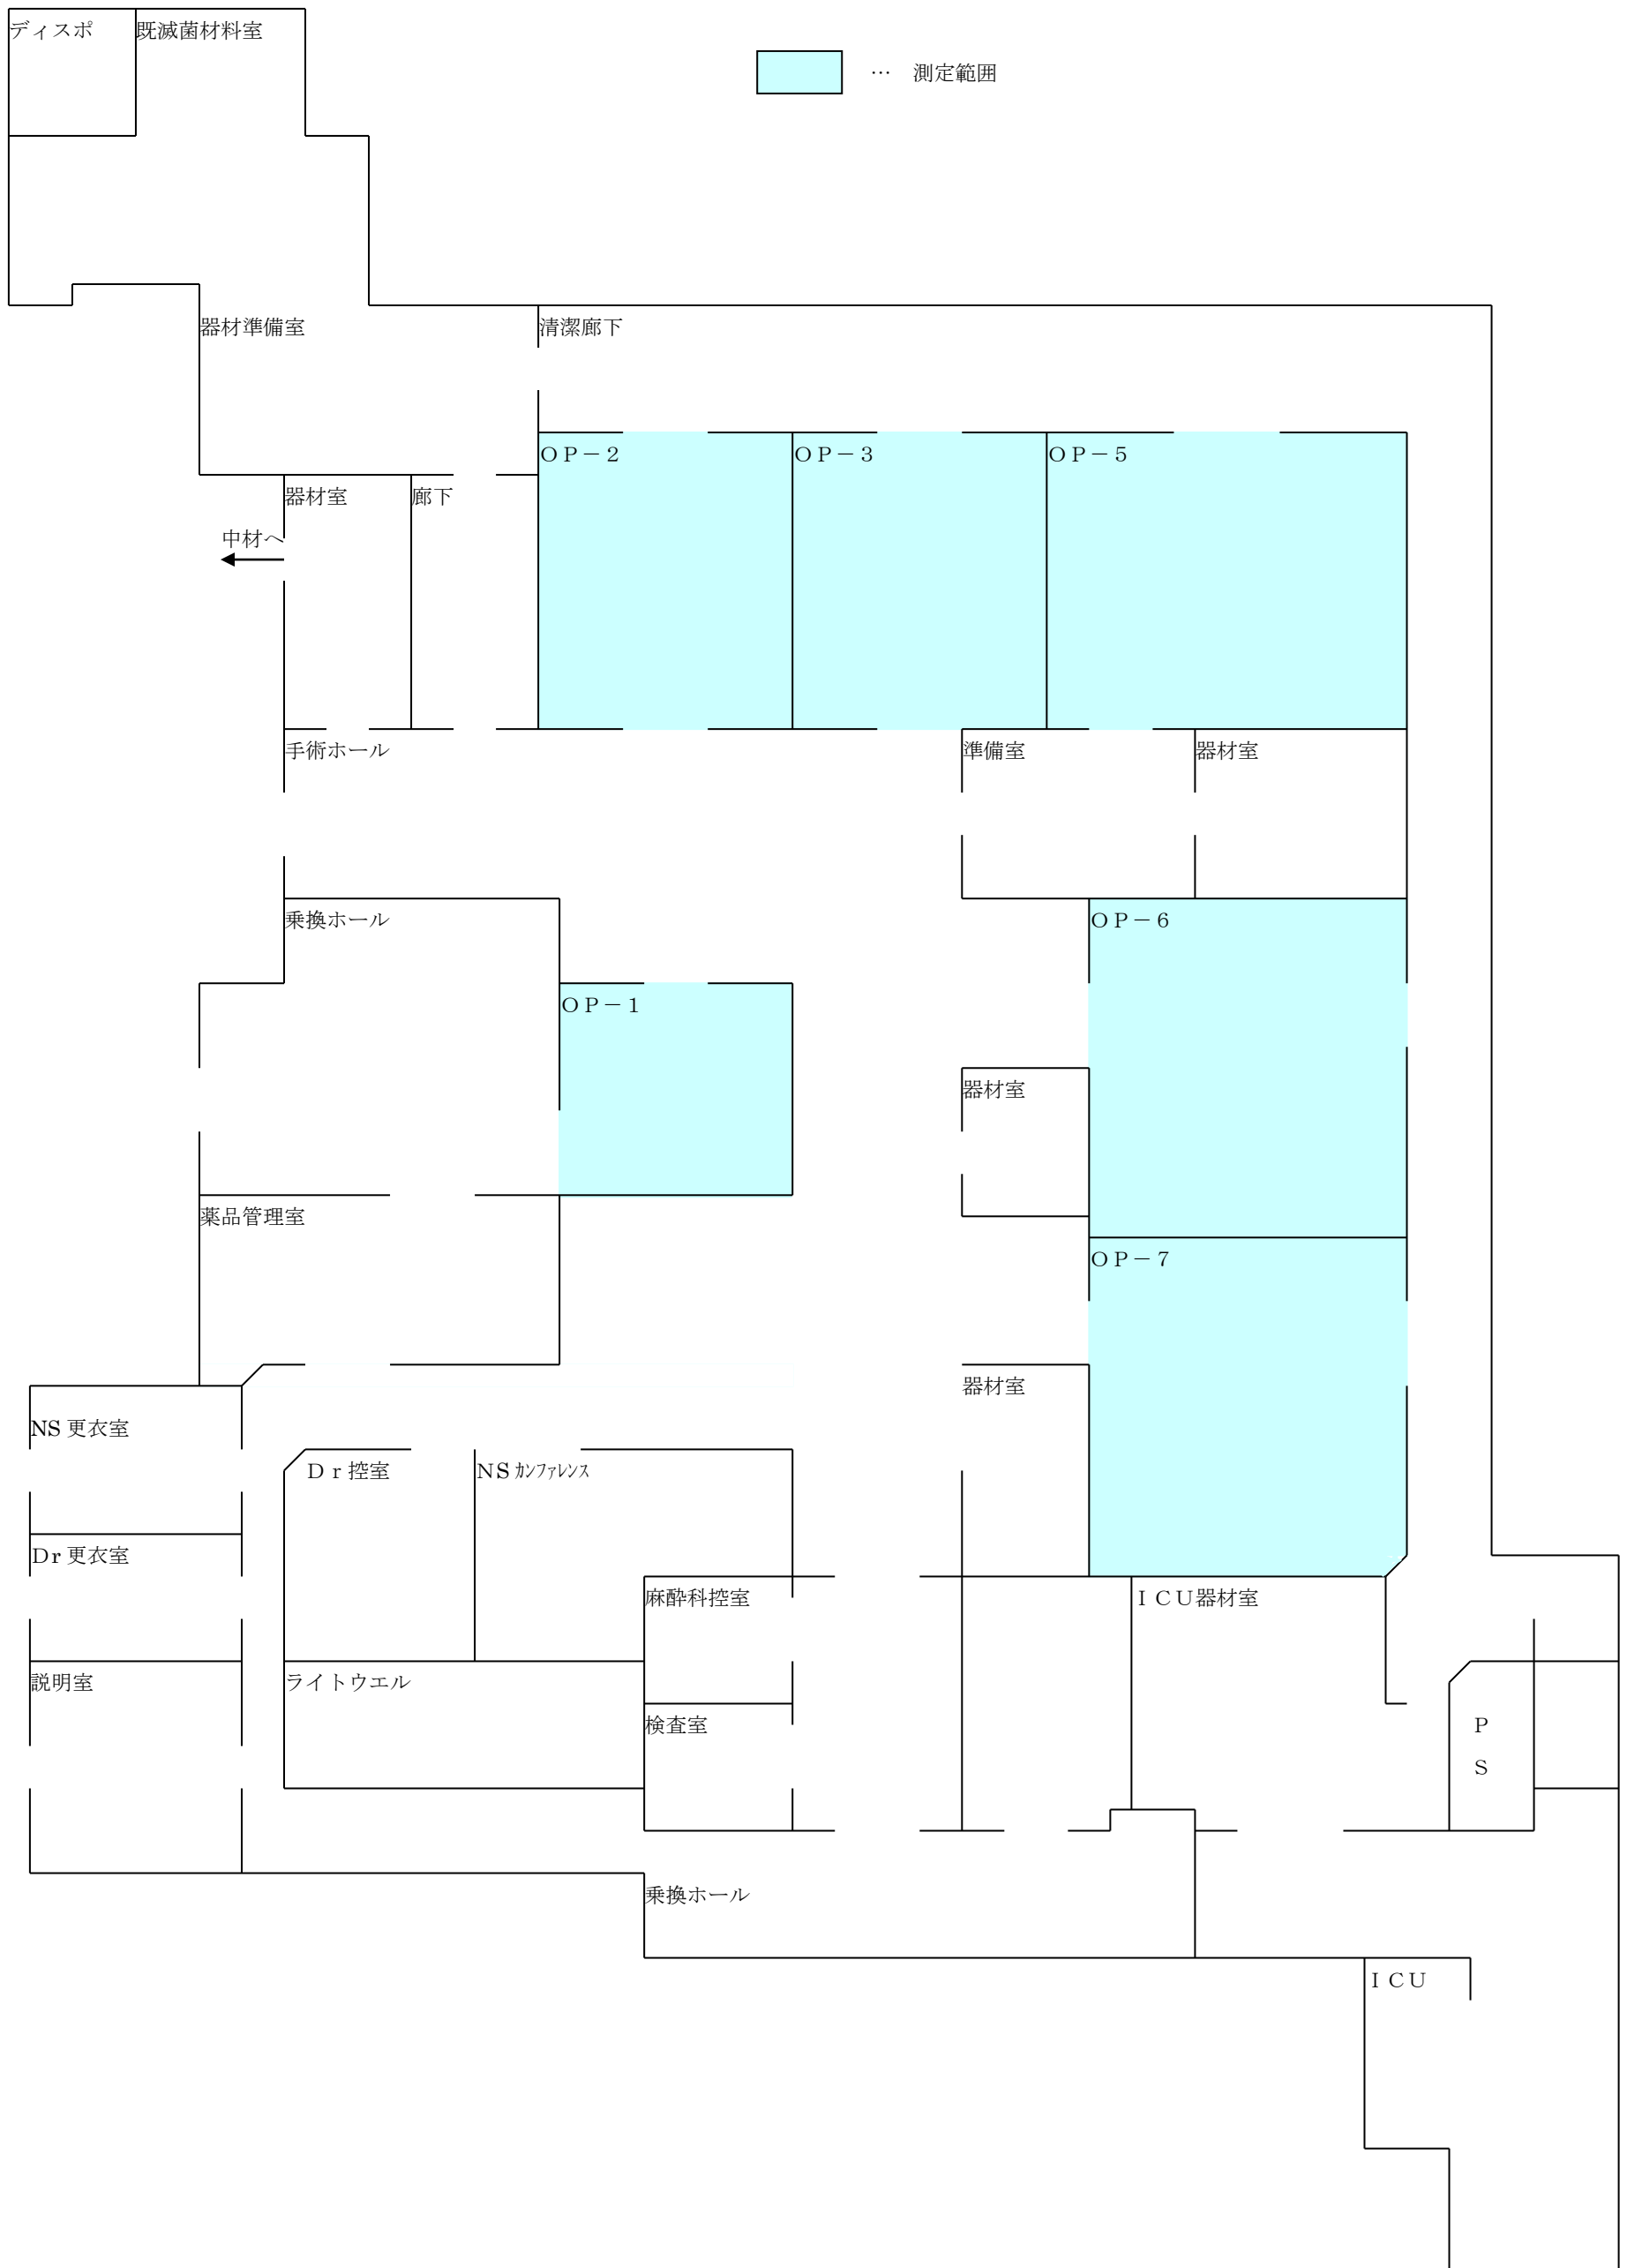 ディスポ
既滅菌材料室
… 測定範囲
器材準備室
清潔廊下
ＯＰ－２
ＯＰ－３
ＯＰ－５
器材室
廊下
中材へ
手術ホール
準備室
器材室
乗換ホール
ＯＰ－６
ＯＰ－１
器材室
薬品管理室
ＯＰ－７
器材室
NS 更衣室
Ｄｒ控室
ＮＳｶﾝﾌｧﾚﾝｽ
Dr 更衣室
麻酔科控室
ＩＣＵ器材室
説明室
ライトウエル
検査室
Ｐ
Ｓ
乗換ホール
ＩＣＵ